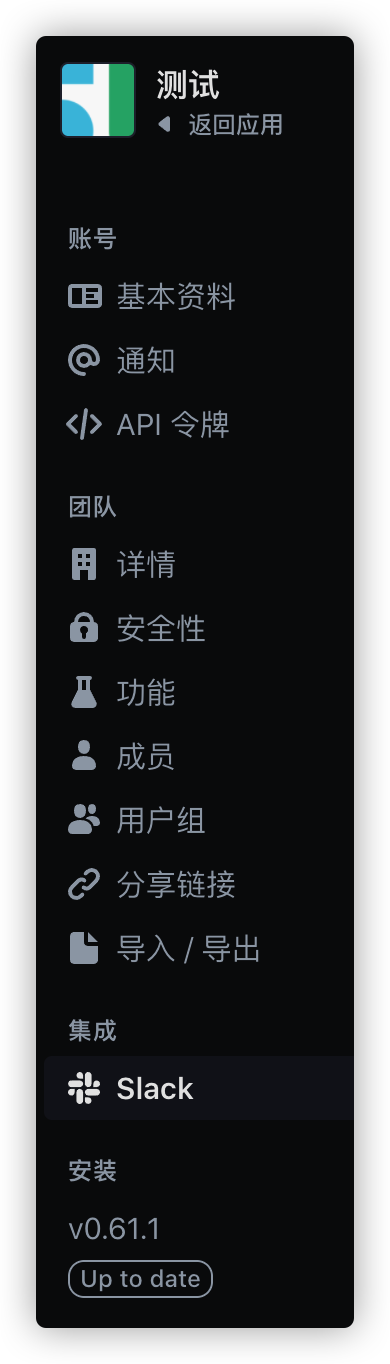 测试
返回应用
账号
基本资料
通知
API 令牌
团队
详情
安全性
功能
成员
用户组
分享链接
导入 / 导出
集成
Slack
安装
v0.61.1
Up to date